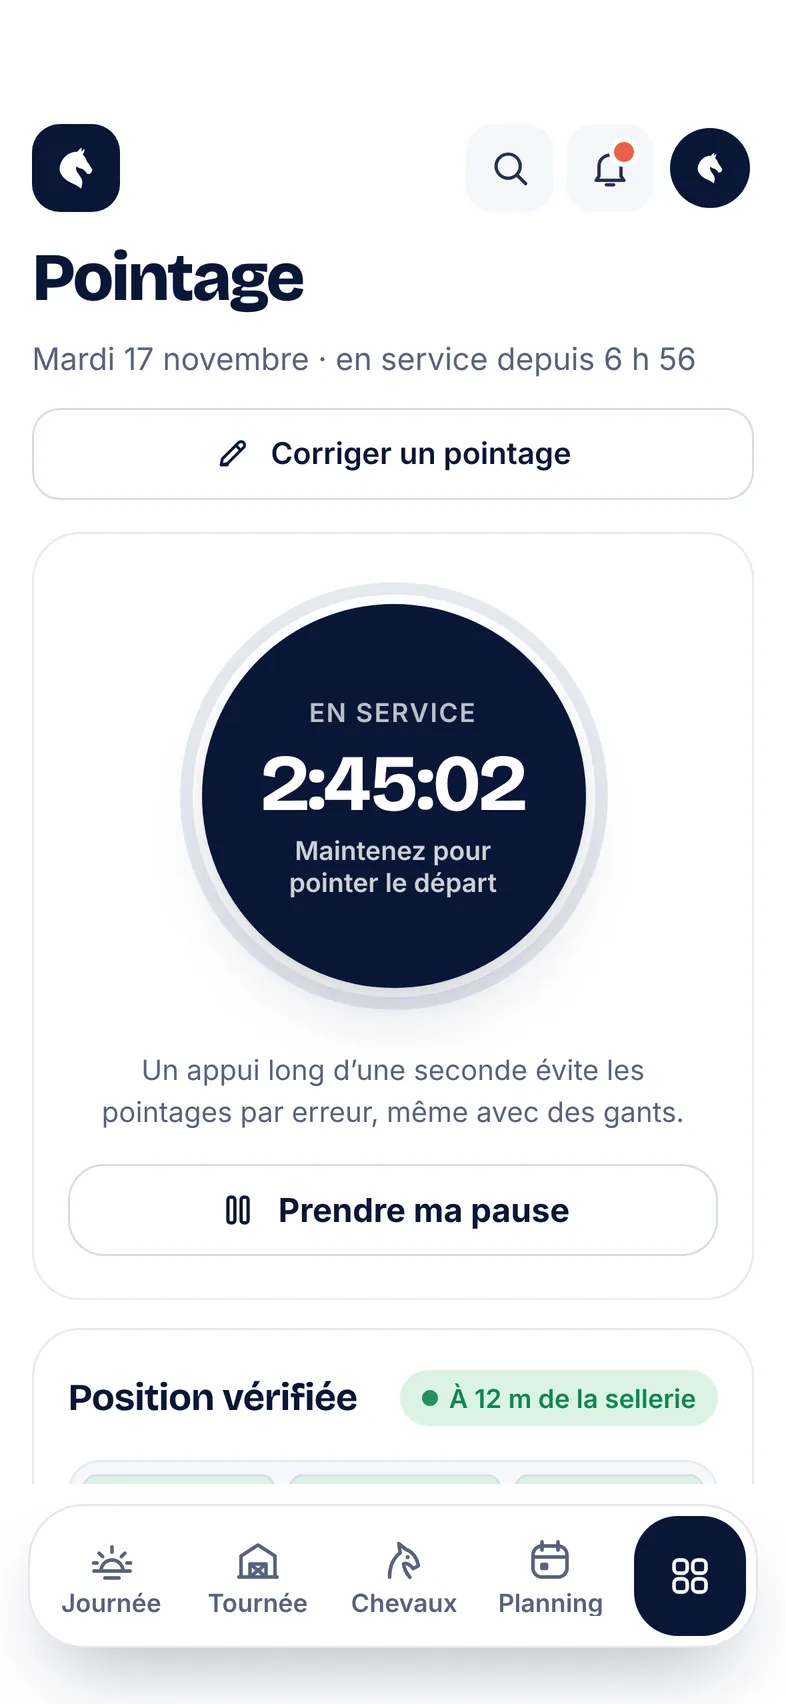 Pointage
Mardi 17 novembre · en service depuis 6 h 56
Corriger un pointage
EN SERVICE
2:45:02
Maintenez pour
pointer le départ
Un appui long d’une seconde évite les
pointages par erreur, même avec des gants.
Prendre ma pause
Position vérifiée
À 12 m de la sellerie
Journée
Tournée
Chevaux
Planning